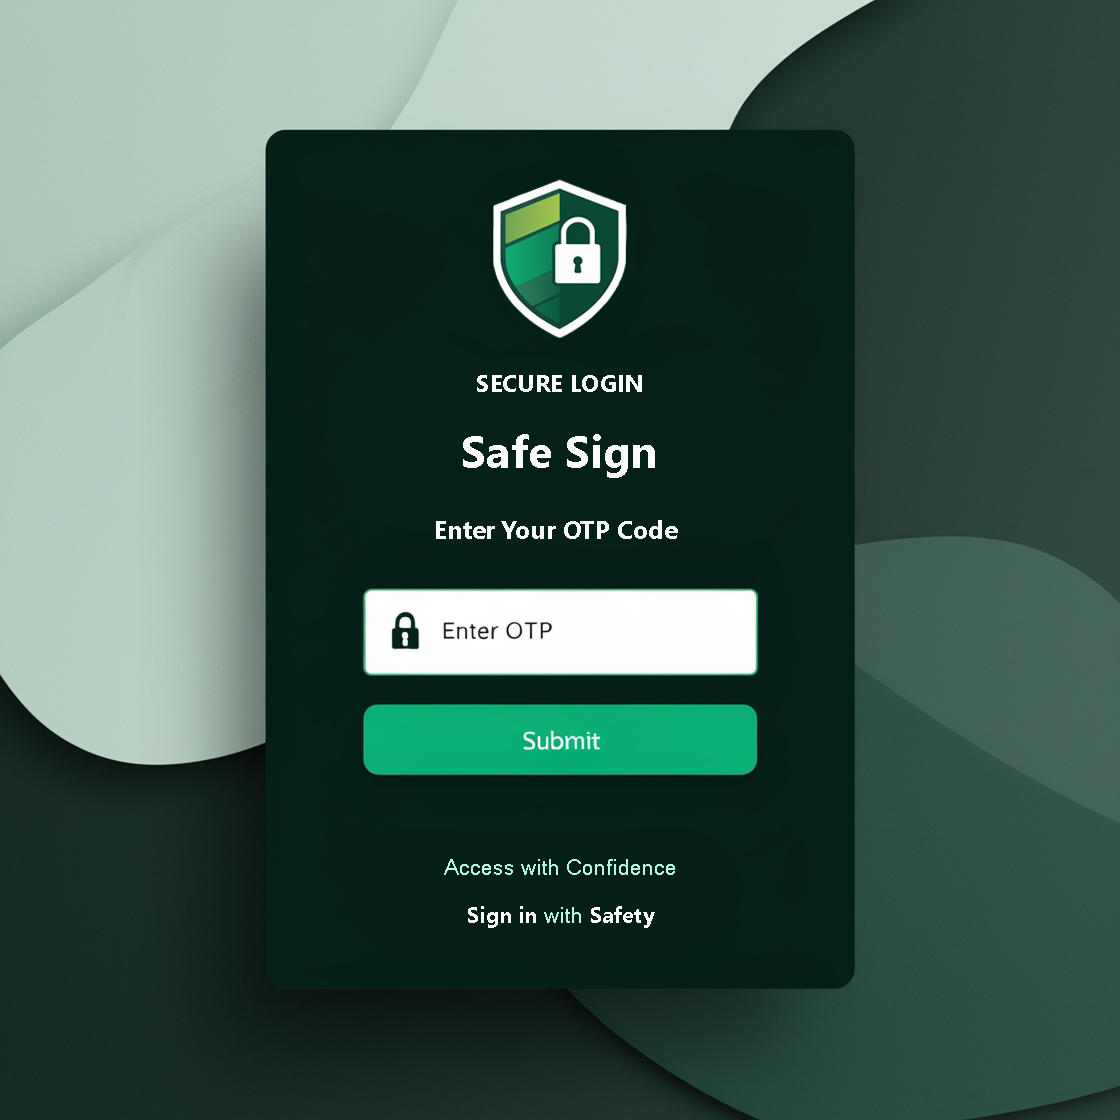 SECURE LOGIN
Safe Sign
Enter Your OTP Code
Enter OTP
Submit
Access with Confidence
Sign in with Safety